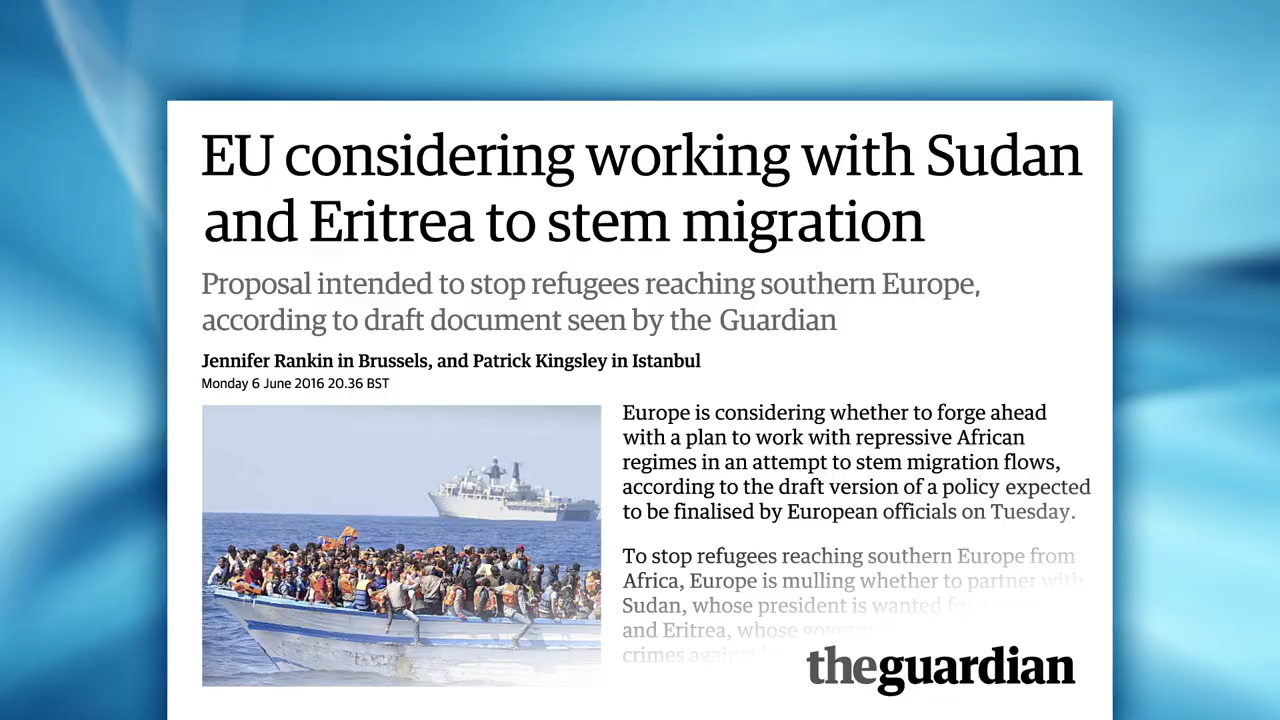 EU considering working with Sudan
and Eritrea to stem migration
Proposal intended to stop refugees reaching southern Europe,
according to draft document seen by the Guardian
Jennifer Rankin in Brussels, and Patrick Kingsley in Istanbul
Monday 6 June 2016 20.36 BST
Europe is considering whether to forge ahead
with a plan to work with repressive African
regimes in an attempt to stem migration flows,
according to the draft version of a policy expected
to be finalised by European officials on Tuesday.
To stop refugees reaching southern Europe from
Africa, Europe is mulling whether to partner with
Sudan, whose president is wanted for
and Eritrea, whose
crimes against
theguardian